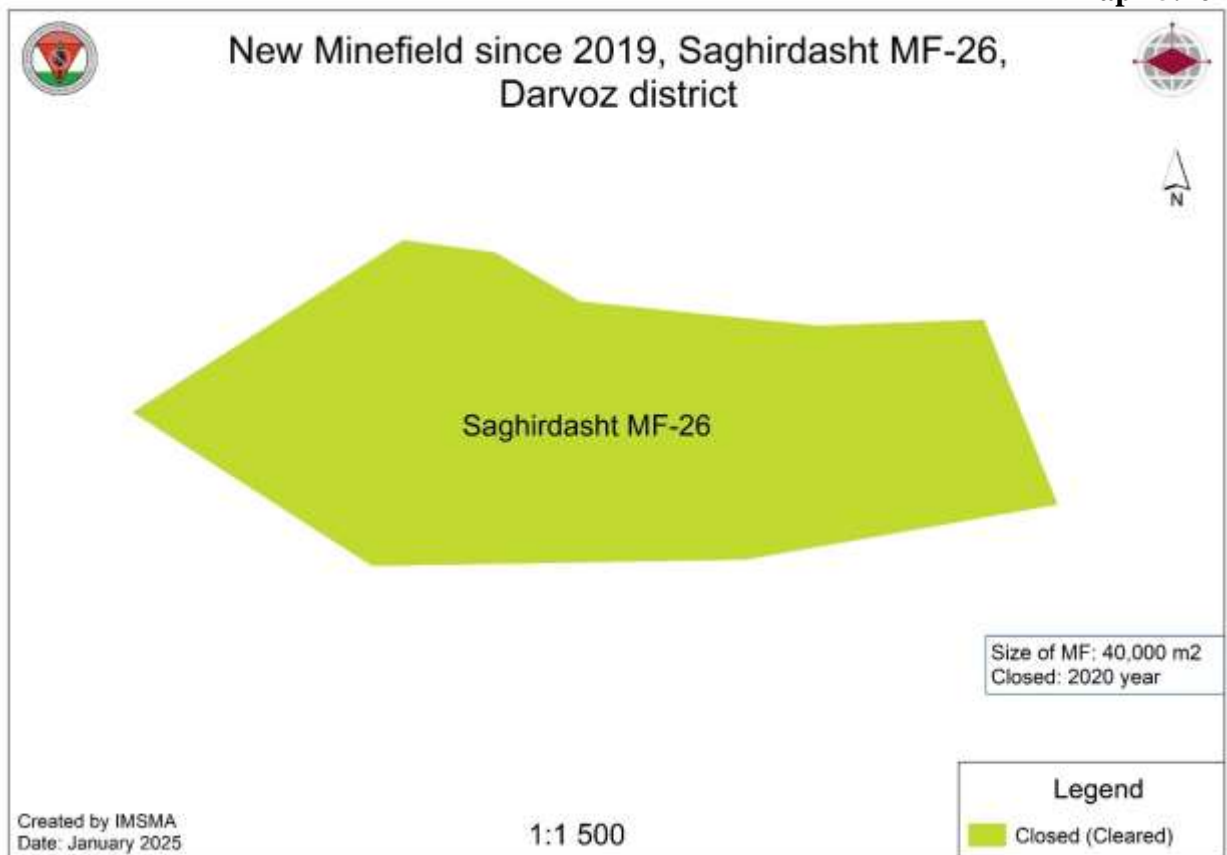 New Minefield since 2019, Saghirdasht MF-26,
Darvoz district
N
Saghirdasht MF-26
Size of MF: 40,000 m2
Closed: 2020 year
Legend
Closed (Cleared)
Created by IMSMA
Date: January 2025
1:1 500